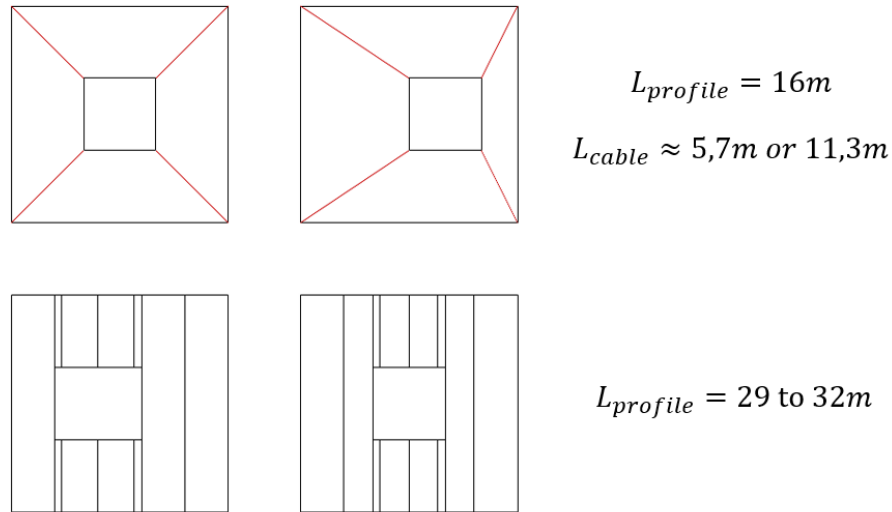 L_profile = 16m
L_cable ≈ 5,7m or 11,3m
L_profile = 29 to 32m